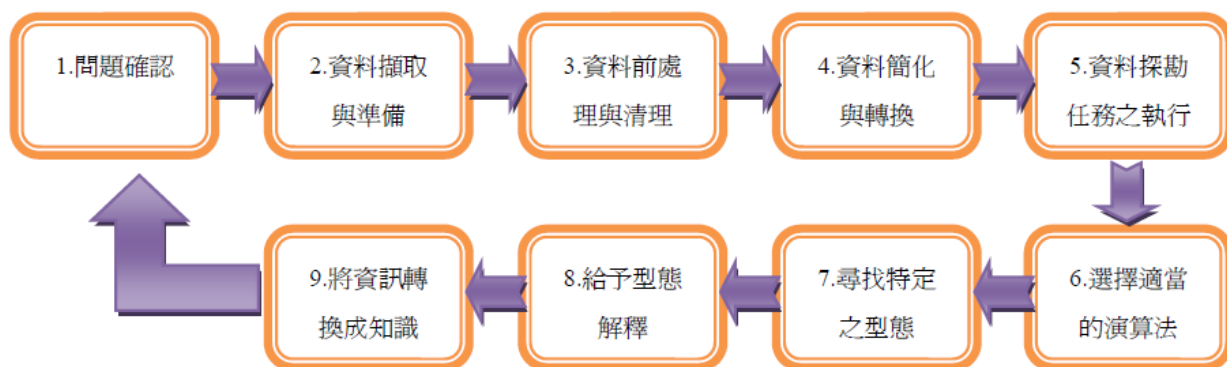 1.問題確認
2.資料擷取
與準備
3.資料前處
理與清理
4.資料簡化
與轉換
5.資料探勘
任務之執行
6.選擇適當
的演算法
7.尋找特定
之型態
8.給予型態
解釋
9.將資訊轉
換成知識